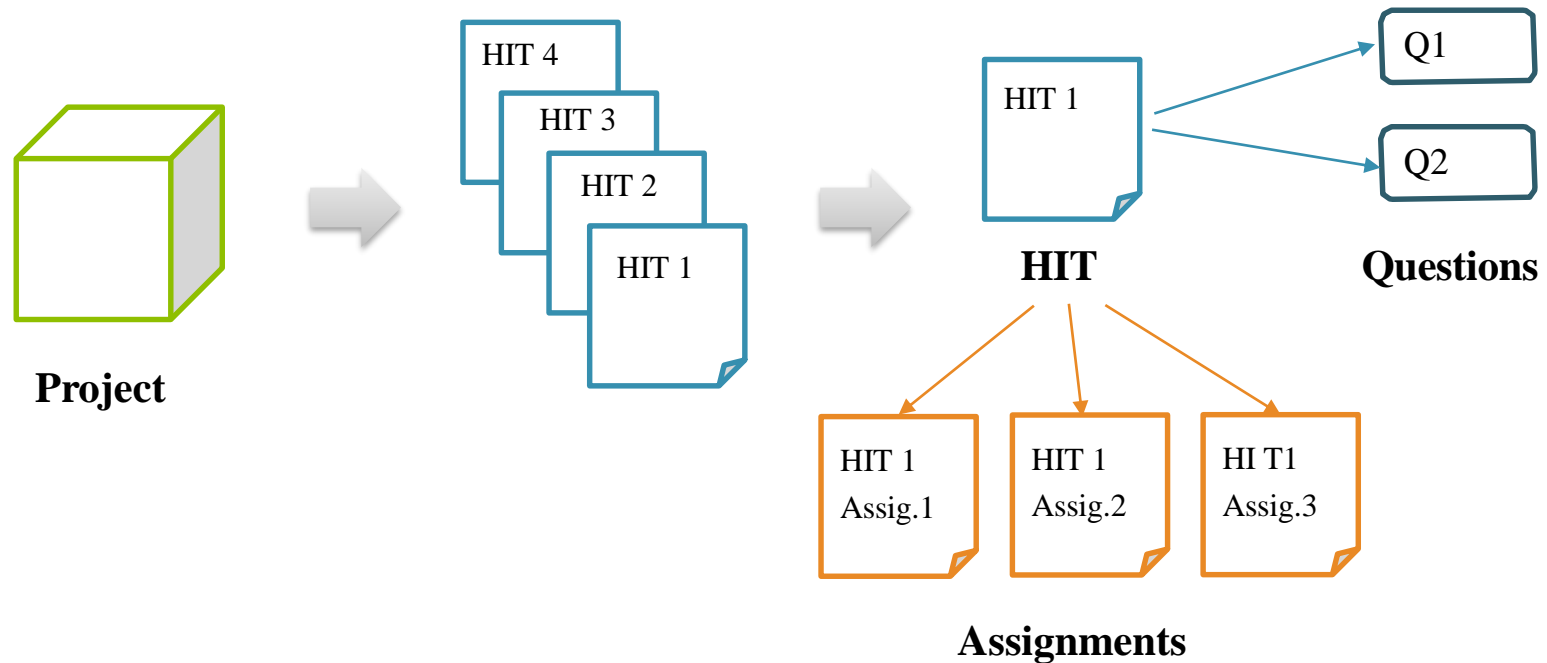 Project
HIT 4
HIT 3
HIT 2
HIT 1
HIT 1
HIT
Q1
Q2
Questions
HIT 1
Assig.1
HIT 1
Assig.2
HI T1
Assig.3
Assignments